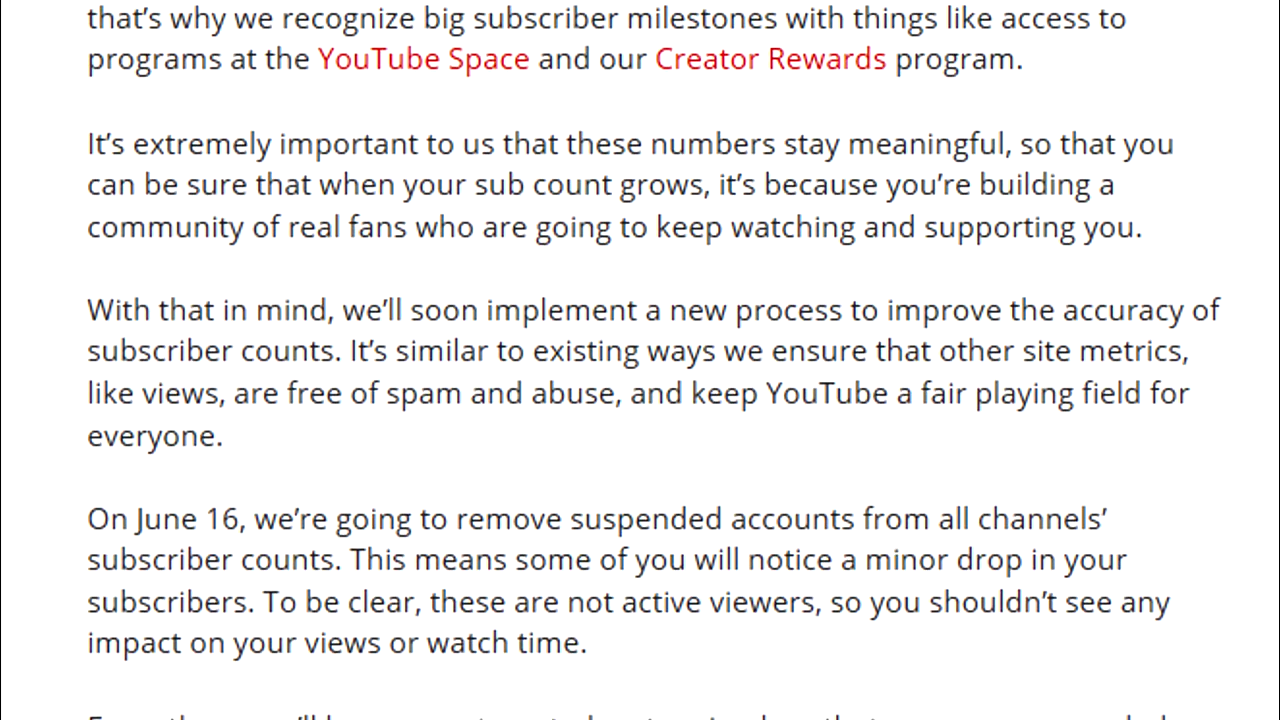 that’s why we recognize big subscriber milestones with things like access to
programs at the YouTube Space and our Creator Rewards program.
It’s extremely important to us that these numbers stay meaningful, so that you
can be sure that when your sub count grows, it’s because you’re building a
community of real fans who are going to keep watching and supporting you.
With that in mind, we’ll soon implement a new process to improve the accuracy of
subscriber counts. It’s similar to existing ways we ensure that other site metrics,
like views, are free of spam and abuse, and keep YouTube a fair playing field for
everyone.
On June 16, we’re going to remove suspended accounts from all channels’
subscriber counts. This means some of you will notice a minor drop in your
subscribers. To be clear, these are not active viewers, so you shouldn’t see any
impact on your views or watch time.